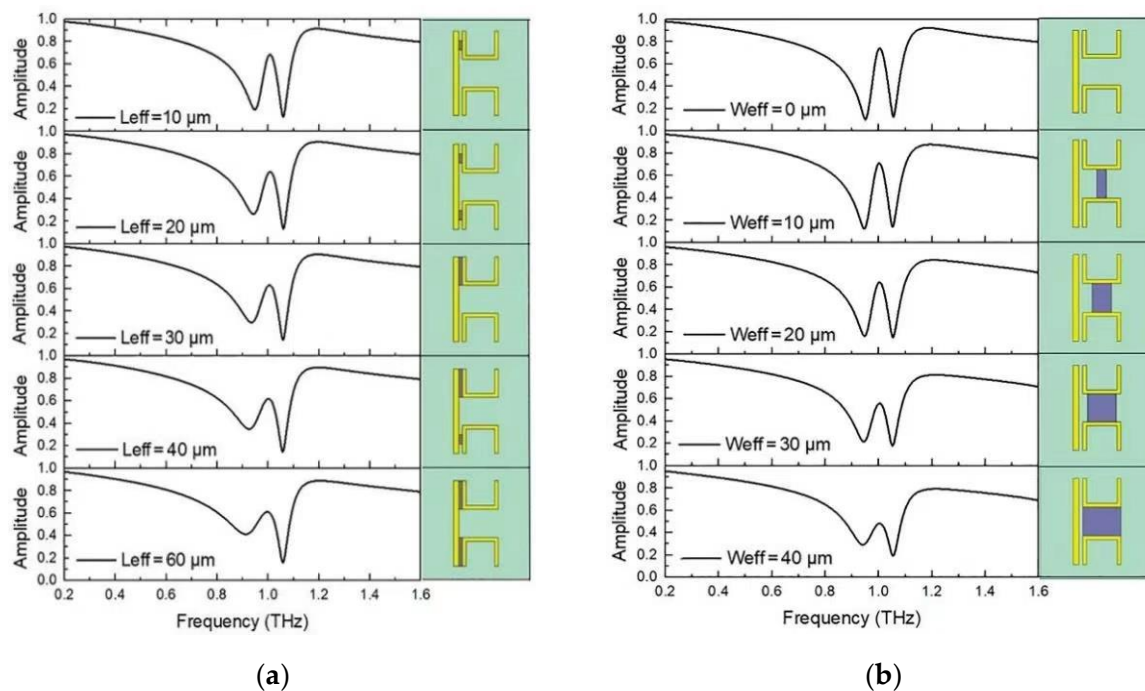 1.0
0.8
0.6
0.4
0.2
Amplitude
Leff = 10 μm
1.0
0.8
0.6
0.4
0.2
Amplitude
Leff = 20 μm
1.0
0.8
0.6
0.4
0.2
Amplitude
Leff = 30 μm
1.0
0.8
0.6
0.4
0.2
Amplitude
Leff = 40 μm
1.0
0.8
0.6
0.4
0.2
0.0
Amplitude
Leff = 60 μm
0.2 0.4 0.6 0.8 1.0 1.2 1.4 1.6
Frequency (THz)
(a)
1.0
0.8
0.6
0.4
0.2
Amplitude
Weff = 0 μm
1.0
0.8
0.6
0.4
0.2
Amplitude
Weff = 10 μm
1.0
0.8
0.6
0.4
0.2
Amplitude
Weff = 20 μm
1.0
0.8
0.6
0.4
0.2
Amplitude
Weff = 30 μm
1.0
0.8
0.6
0.4
0.2
0.0
Amplitude
Weff = 40 μm
0.2 0.4 0.6 0.8 1.0 1.2 1.4 1.6
Frequency (THz)
(b)